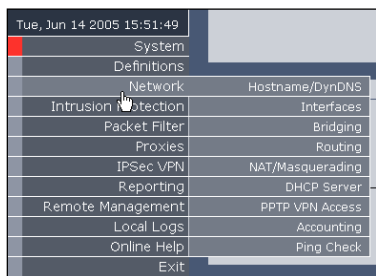 Tue, Jun 14 2005 15:51:49
System
Definitions
Network
Intrusion Protection
Packet Filter
Proxies
IPSec VPN
Reporting
Remote Management
Local Logs
Online Help
Exit
Hostname/DynDNS
Interfaces
Bridging
Routing
NAT/Masquerading
DHCP Server
PPTP VPN Access
Accounting
Ping Check